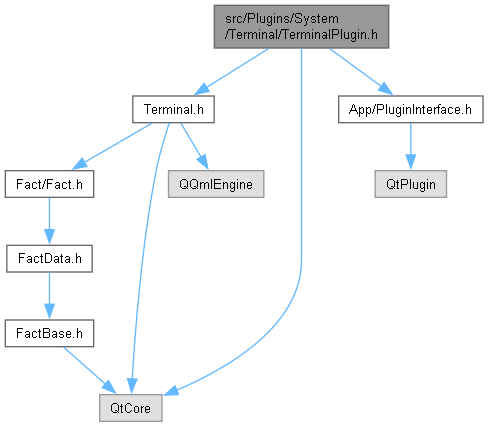 src/Plugins/System
/Terminal/TerminalPlugin.h
Terminal.h
App/PluginInterface.h
Fact/Fact.h
QQmlEngine
QtPlugin
FactData.h
FactBase.h
QtCore